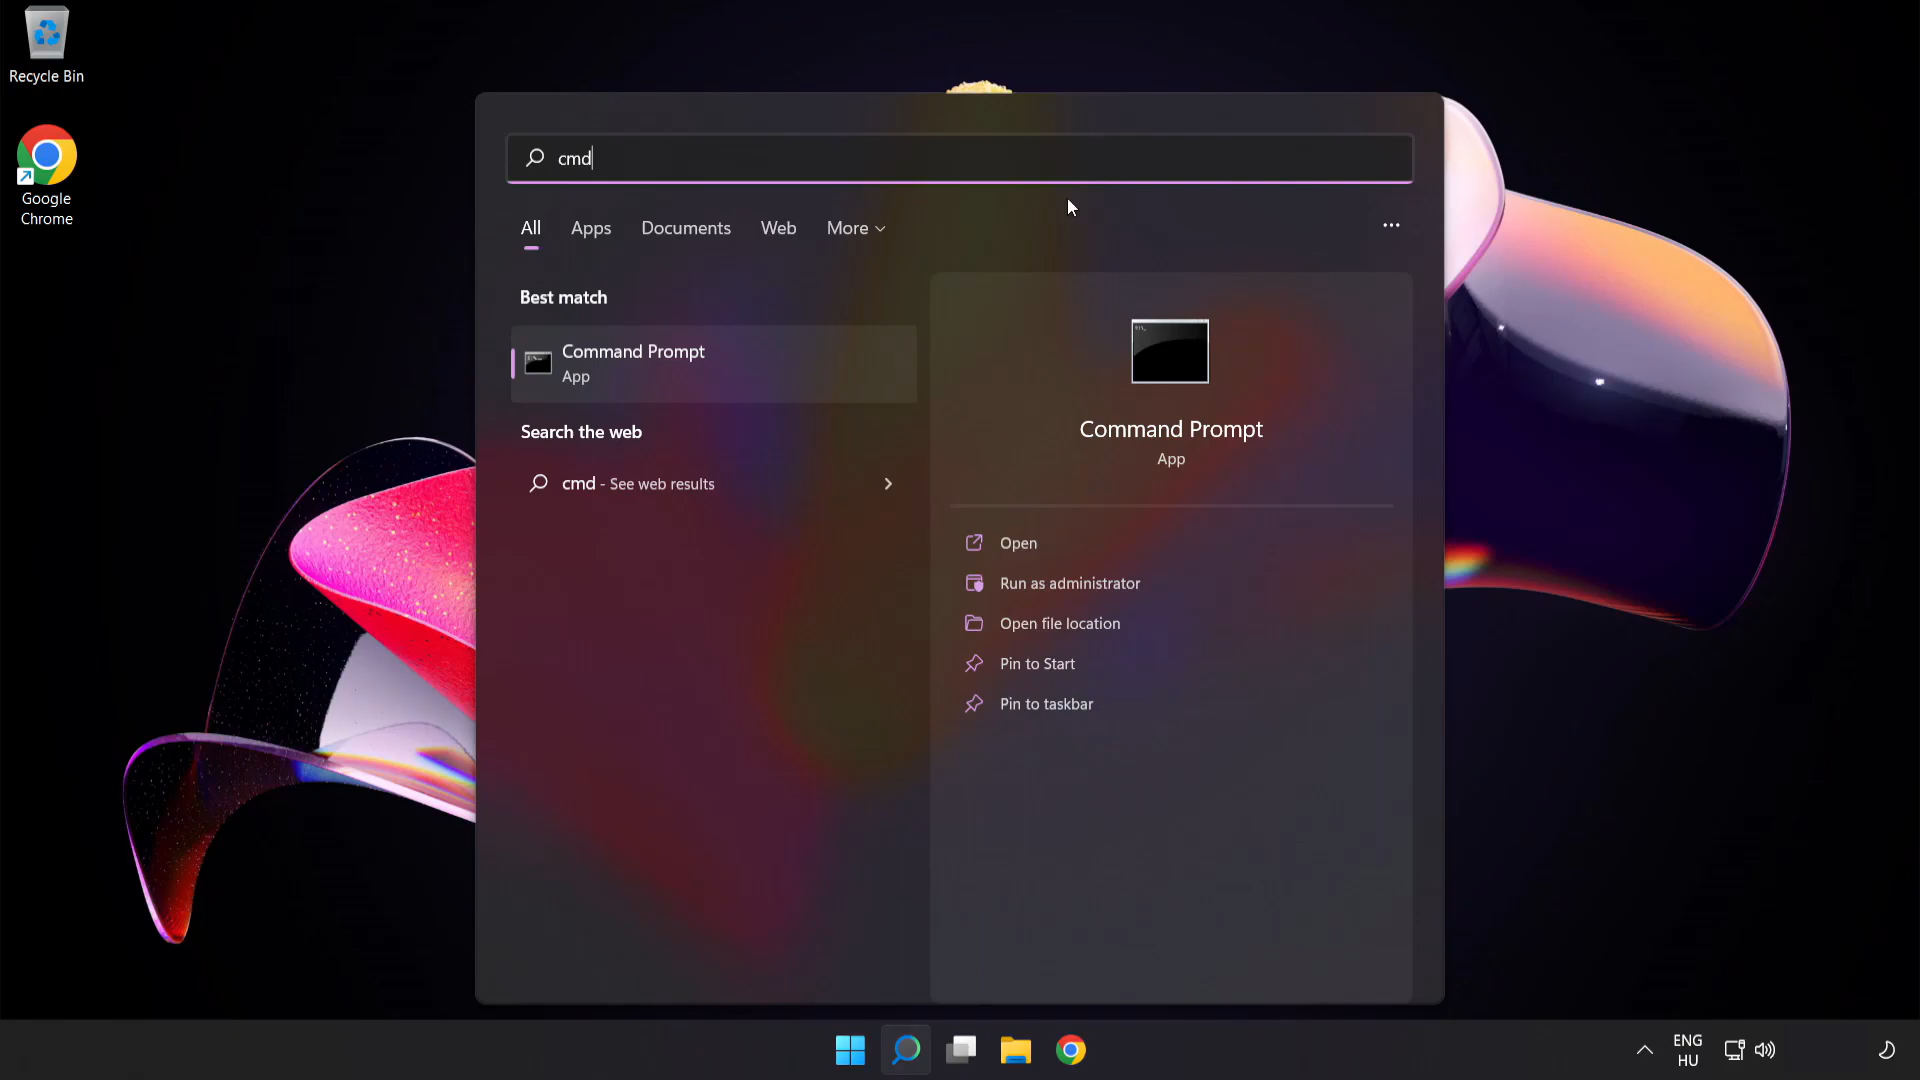 Recycle Bin
Google
Chrome
cmd
All Apps Documents Web More
Best match
Command Prompt
App
Search the web
cmd - See web results
Command Prompt
App
Open
Run as administrator
Open file location
Pin to Start
Pin to taskbar
ENG
HU